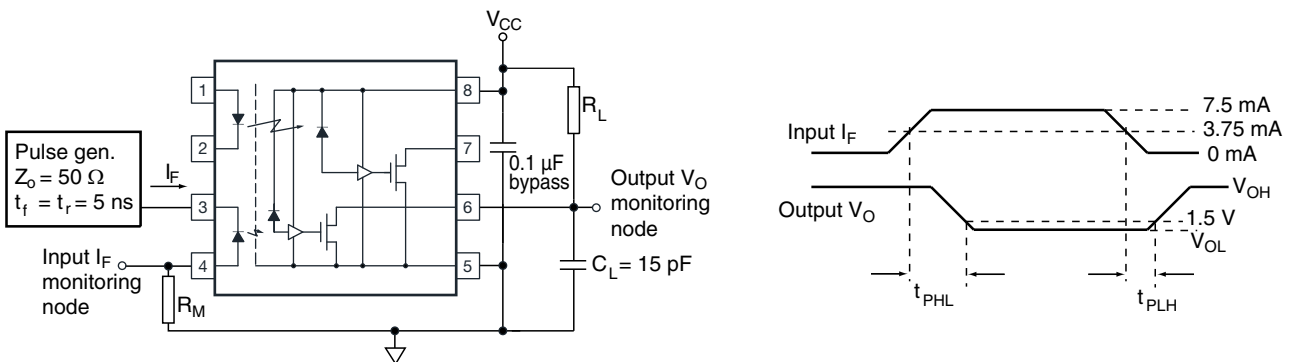 V_CC
1
8
R_L
2
7
0.1 µF
bypass
Pulse gen.
Z_o = 50 Ω
t_f = t_r = 5 ns
I_F
3
6
Output V_O
monitoring
node
Input I_F
monitoring
node
4
5
C_L = 15 pF
R_M
Input I_F
7.5 mA
3.75 mA
0 mA
Output V_O
V_OH
1.5 V
V_OL
t_PHL
t_PLH